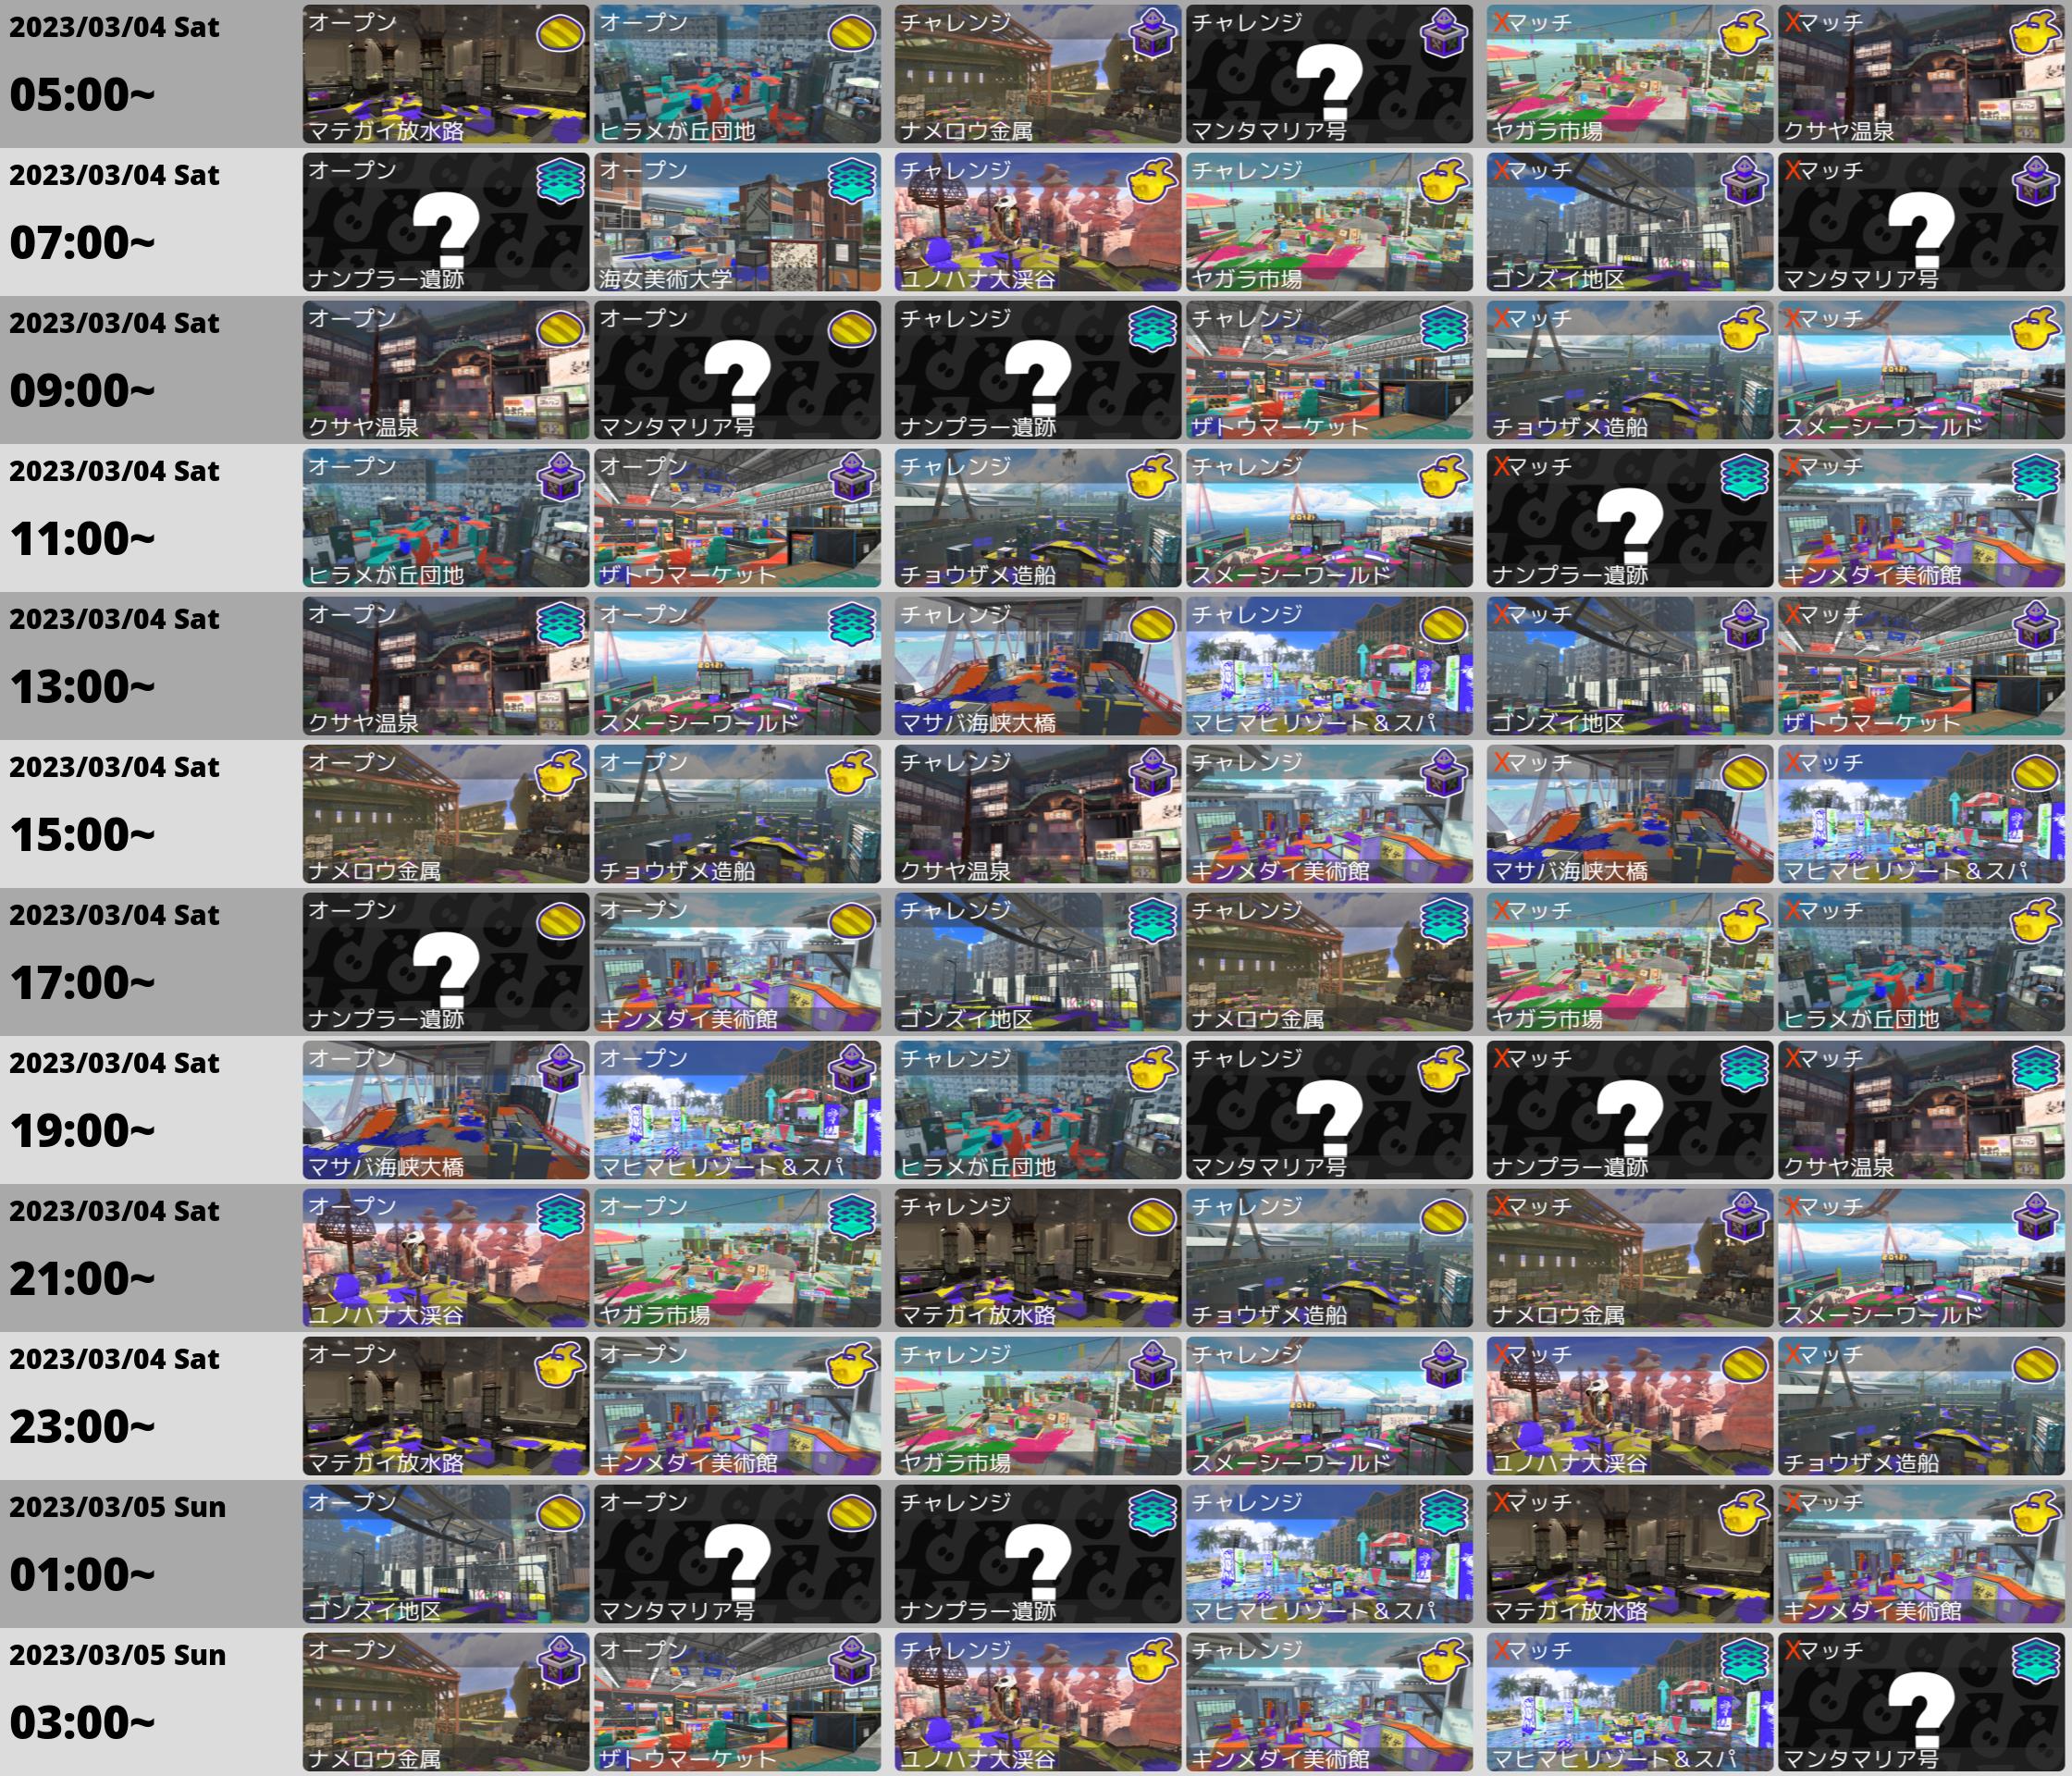 2023/03/04 Sat
05:00~
オープン
マテガイ放水路
オープン
ヒラメが丘団地
チャレンジ
ナメロウ金属
チャレンジ
?
マンタマリア号
Xマッチ
ヤガラ市場
Xマッチ
クサヤ温泉
2023/03/04 Sat
07:00~
オープン
?
ナンプラー遺跡
オープン
海女美術大学
チャレンジ
ユノハナ大渓谷
チャレンジ
ヤガラ市場
Xマッチ
ゴンズイ地区
Xマッチ
?
マンタマリア号
2023/03/04 Sat
09:00~
オープン
クサヤ温泉
オープン
?
マンタマリア号
チャレンジ
?
ナンプラー遺跡
チャレンジ
ザトウマーケット
Xマッチ
チョウザメ造船
Xマッチ
スメーシーワールド
2023/03/04 Sat
11:00~
オープン
ヒラメが丘団地
オープン
ザトウマーケット
チャレンジ
チョウザメ造船
チャレンジ
スメーシーワールド
Xマッチ
?
ナンプラー遺跡
Xマッチ
キンメダイ美術館
2023/03/04 Sat
13:00~
オープン
クサヤ温泉
オープン
スメーシーワールド
チャレンジ
マサバ海峡大橋
チャレンジ
マヒマヒリゾート&スパ
Xマッチ
ゴンズイ地区
Xマッチ
ザトウマーケット
2023/03/04 Sat
15:00~
オープン
ナメロウ金属
オープン
チョウザメ造船
チャレンジ
クサヤ温泉
チャレンジ
キンメダイ美術館
Xマッチ
マサバ海峡大橋
Xマッチ
マヒマヒリゾート&スパ
2023/03/04 Sat
17:00~
オープン
?
ナンプラー遺跡
オープン
キンメダイ美術館
チャレンジ
ゴンズイ地区
チャレンジ
ナメロウ金属
Xマッチ
ヤガラ市場
Xマッチ
ヒラメが丘団地
2023/03/04 Sat
19:00~
オープン
マサバ海峡大橋
オープン
マヒマヒリゾート&スパ
チャレンジ
ヒラメが丘団地
チャレンジ
?
マンタマリア号
Xマッチ
?
ナンプラー遺跡
Xマッチ
クサヤ温泉
2023/03/04 Sat
21:00~
オープン
ユノハナ大渓谷
オープン
ヤガラ市場
チャレンジ
マテガイ放水路
チャレンジ
チョウザメ造船
Xマッチ
ナメロウ金属
Xマッチ
スメーシーワールド
2023/03/04 Sat
23:00~
オープン
マテガイ放水路
オープン
キンメダイ美術館
チャレンジ
ヤガラ市場
チャレンジ
スメーシーワールド
Xマッチ
ユノハナ大渓谷
Xマッチ
チョウザメ造船
2023/03/05 Sun
01:00~
オープン
ゴンズイ地区
オープン
?
マンタマリア号
チャレンジ
?
ナンプラー遺跡
チャレンジ
マヒマヒリゾート&スパ
Xマッチ
マテガイ放水路
Xマッチ
キンメダイ美術館
2023/03/05 Sun
03:00~
オープン
ナメロウ金属
オープン
ザトウマーケット
チャレンジ
ユノハナ大渓谷
チャレンジ
キンメダイ美術館
Xマッチ
マヒマヒリゾート&スパ
Xマッチ
?
マンタマリア号